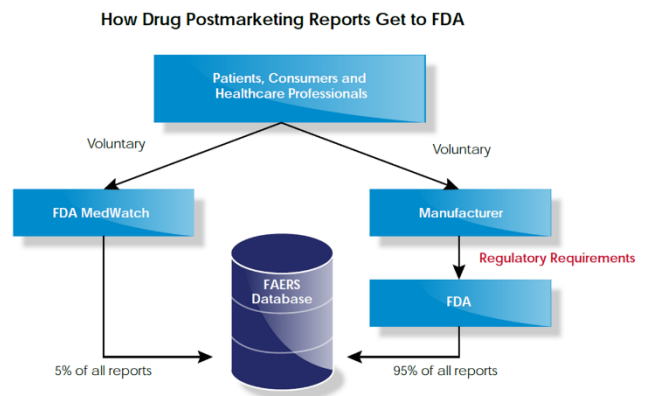 How Drug Postmarketing Reports Get to FDA
Patients, Consumers and
Healthcare Professionals
Voluntary
Voluntary
FDA MedWatch
Manufacturer
Regulatory Requirements
FAERS
Database
FDA
5% of all reports
95% of all reports